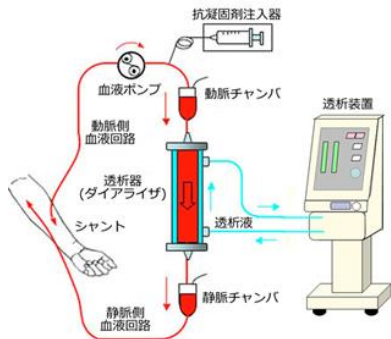 抗凝固剤注入器
血液ポンプ
動脈チャンバ
透析装置
動脈側
血液回路
透析器
(ダイアライザ)
シャント
透析液
静脈側
血液回路
静脈チャンバ